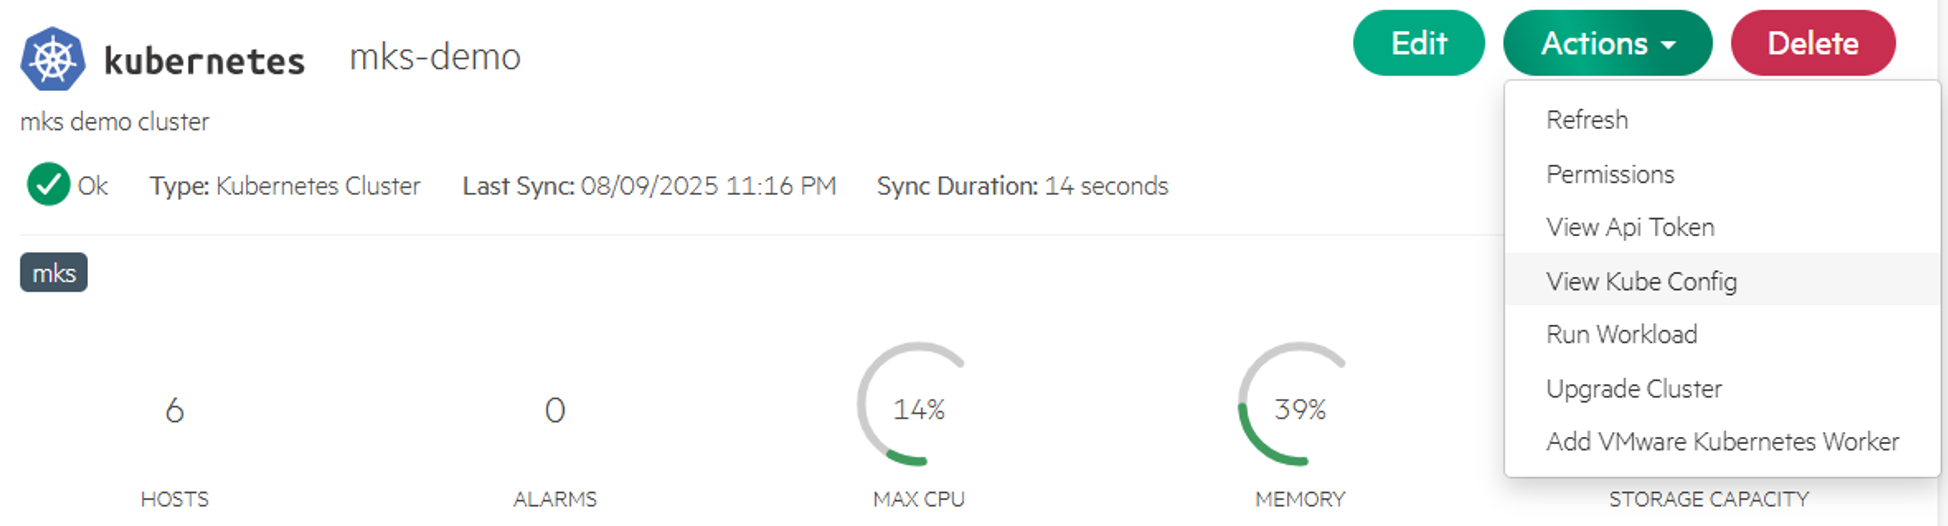 kubernetes mks-demo
Edit
Actions
Delete
mks demo cluster
Ok Type: Kubernetes Cluster Last Sync: 08/09/2025 11:16 PM Sync Duration: 14 seconds
mks
6
HOSTS
0
ALARMS
14%
MAX CPU
39%
MEMORY
STORAGE CAPACITY
Refresh
Permissions
View Api Token
View Kube Config
Run Workload
Upgrade Cluster
Add VMware Kubernetes Worker